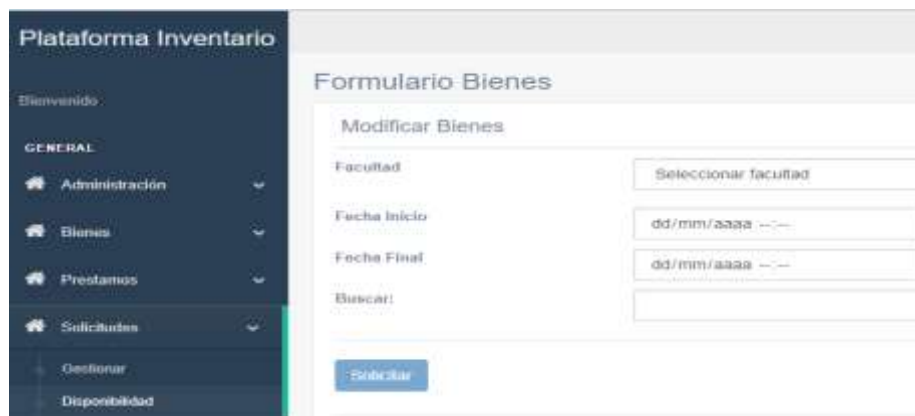 Plataforma Inventario
Bienvenido
GENERAL
Administración
Bienes
Prestamos
Solicitudes
Gestionar
Disponibilidad
Formulario Bienes
Modificar Bienes
Facultad
Seleccionar facultad
Fecha Inicio
dd/mm/aaaa --:--
Fecha Final
dd/mm/aaaa --:--
Buscar:
Solicitar